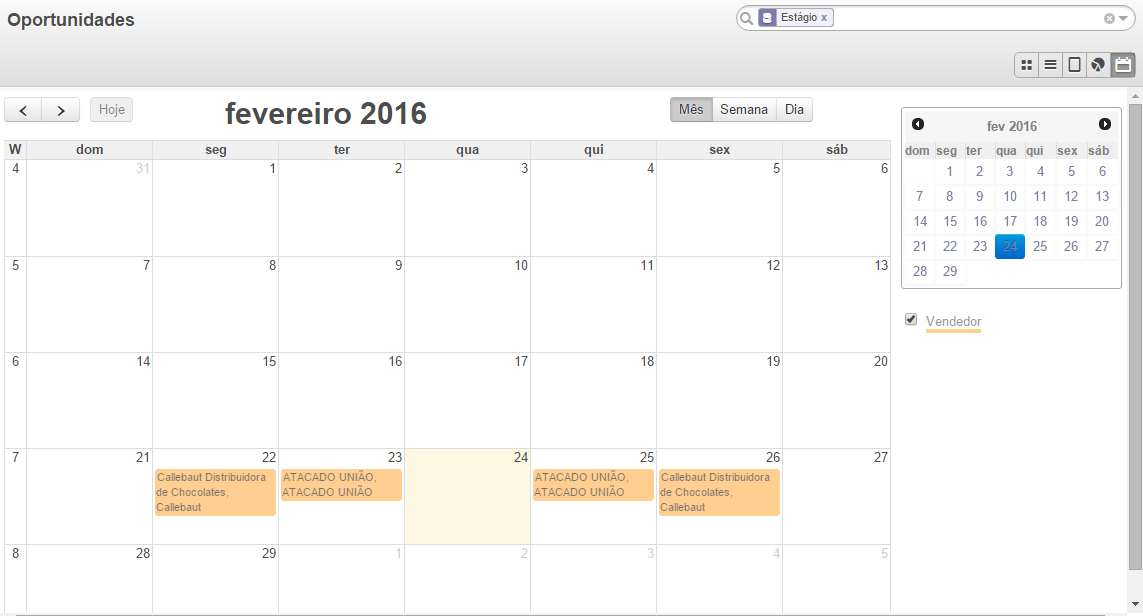 Oportunidades
Estágio x
Hoje
fevereiro 2016
Mês Semana Dia
W dom seg ter qua qui sex sáb
4 31 1 2 3 4 5 6
5 7 8 9 10 11 12 13
6 14 15 16 17 18 19 20
7 21 22 23 24 25 26 27
Callebaut Distribuidora
de Chocolates,
Callebaut
ATACADO UNIÃO,
ATACADO UNIÃO
ATACADO UNIÃO,
ATACADO UNIÃO
Callebaut Distribuidora
de Chocolates,
Callebaut
8 28 29 1 2 3 4 5
fev 2016
dom seg ter qua qui sex sáb
1 2 3 4 5 6
7 8 9 10 11 12 13
14 15 16 17 18 19 20
21 22 23 24 25 26 27
28 29
Vendedor